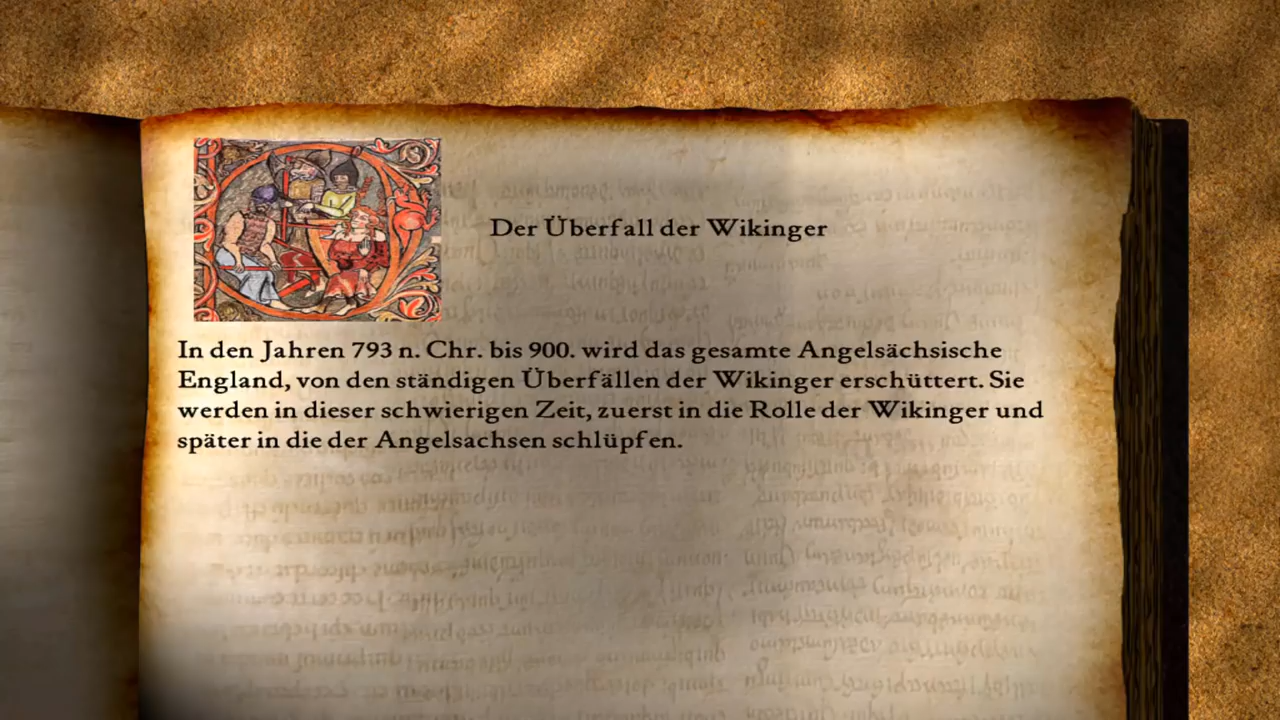 Der Überfall der Wikinger
In den Jahren 793 n. Chr. bis 900. wird das gesamte Angelsächsische
England, von den ständigen Überfällen der Wikinger erschüttert. Sie
werden in dieser schwierigen Zeit, zuerst in die Rolle der Wikinger und
später in die der Angelsachsen schlüpfen.